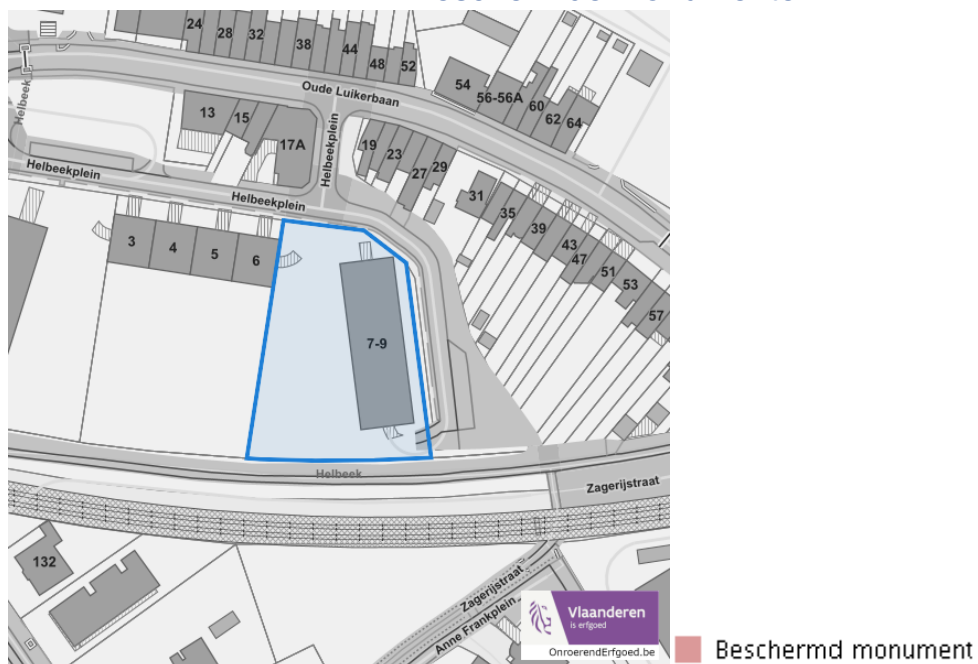 24 28 32 38 44 48 52
Oude Luikerbaan
54 56-56A 60 62 64
Helbeek
13 15 17A
Helbeekplein
19 23 27 29
Helbeekplein
Helbeekplein
31 35 39 43 47 51 53 57
3 4 5 6
7-9
Helbeek
Zagerijstraat
132
Zagerijstraat
Anne Frankplein
Vlaanderen
is erfgoed
OnroerendErfgoed.be
Beschermd monument